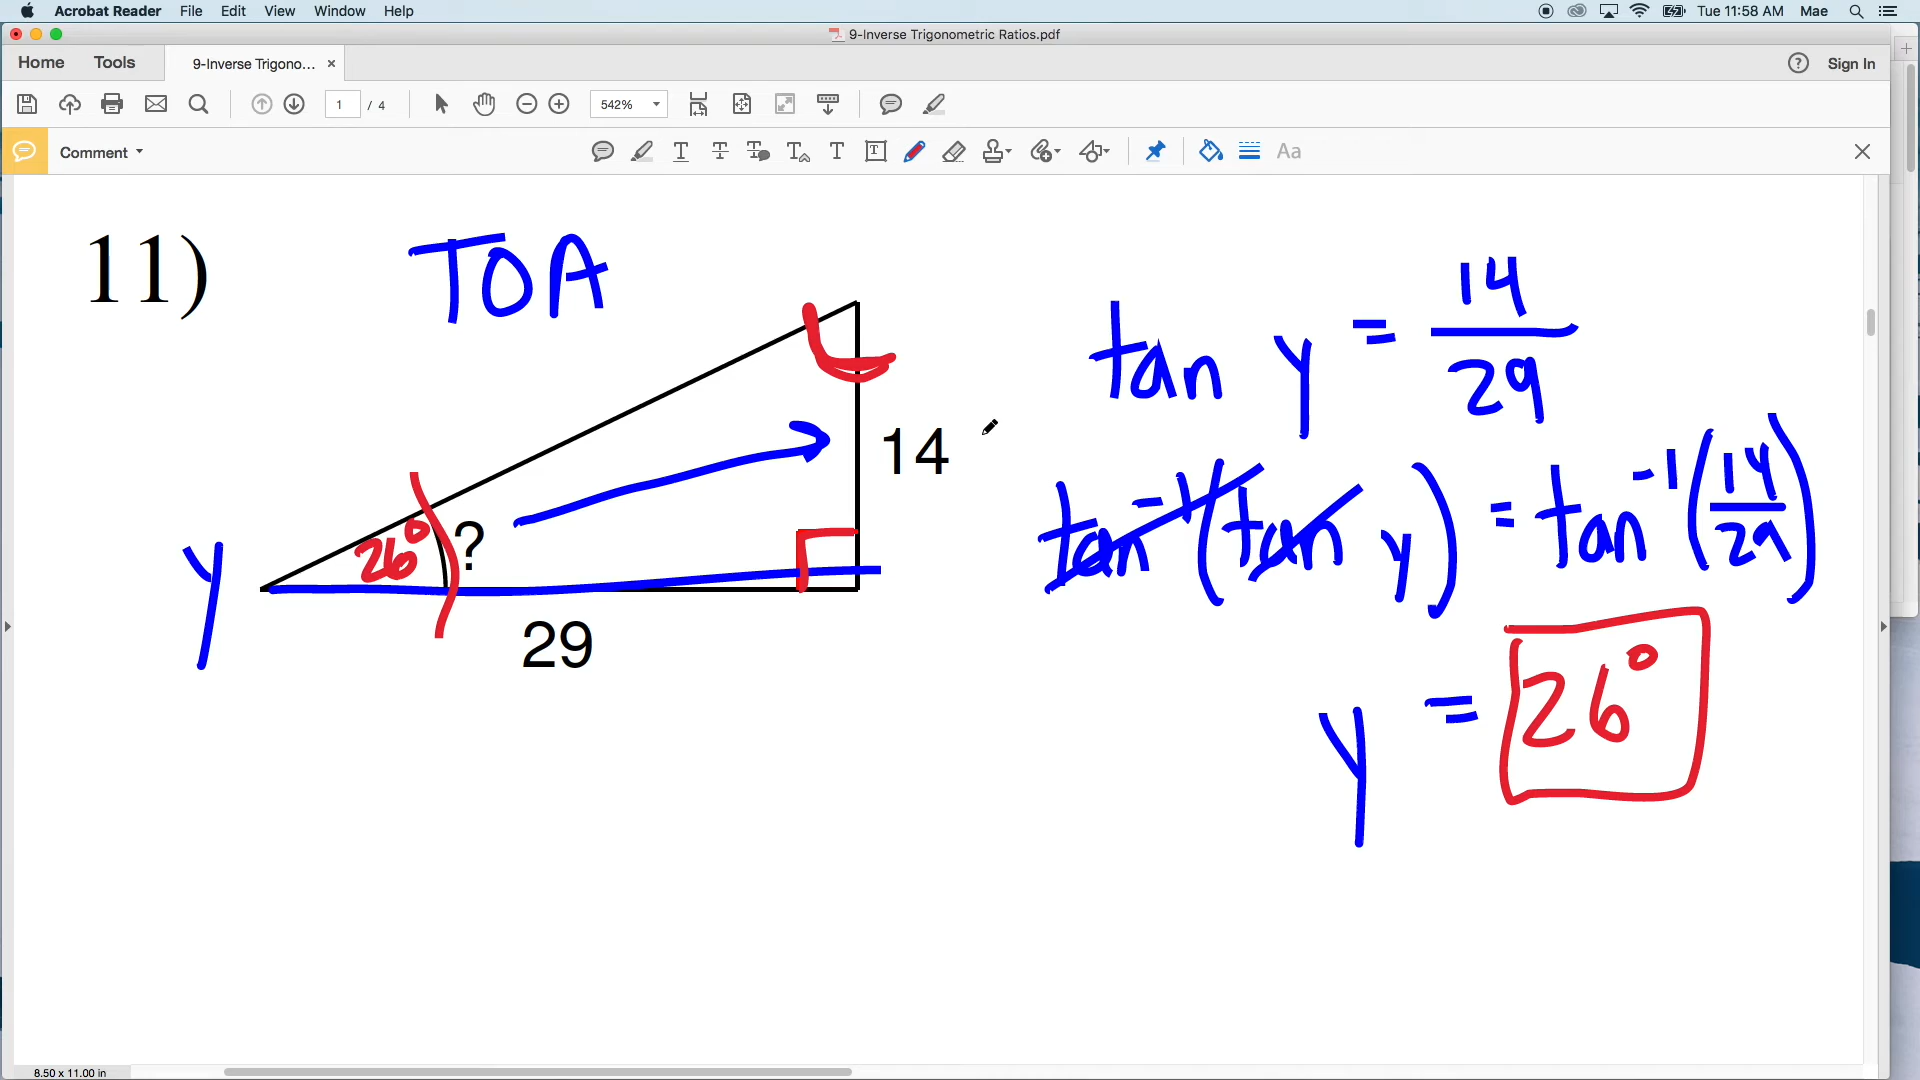 Acrobat Reader File Edit View Window Help Tue 11:58 AM Mae
9-Inverse Trigonometric Ratios.pdf
Home Tools 9-Inverse Trigono... × Sign In
1 / 4 542%
Comment Aa
11) TOA
tan y = 14/29
14
tan⁻¹(tan y) = tan⁻¹(14/29)
26° ?
y
29
y = 26°
8.50 x 11.00 in